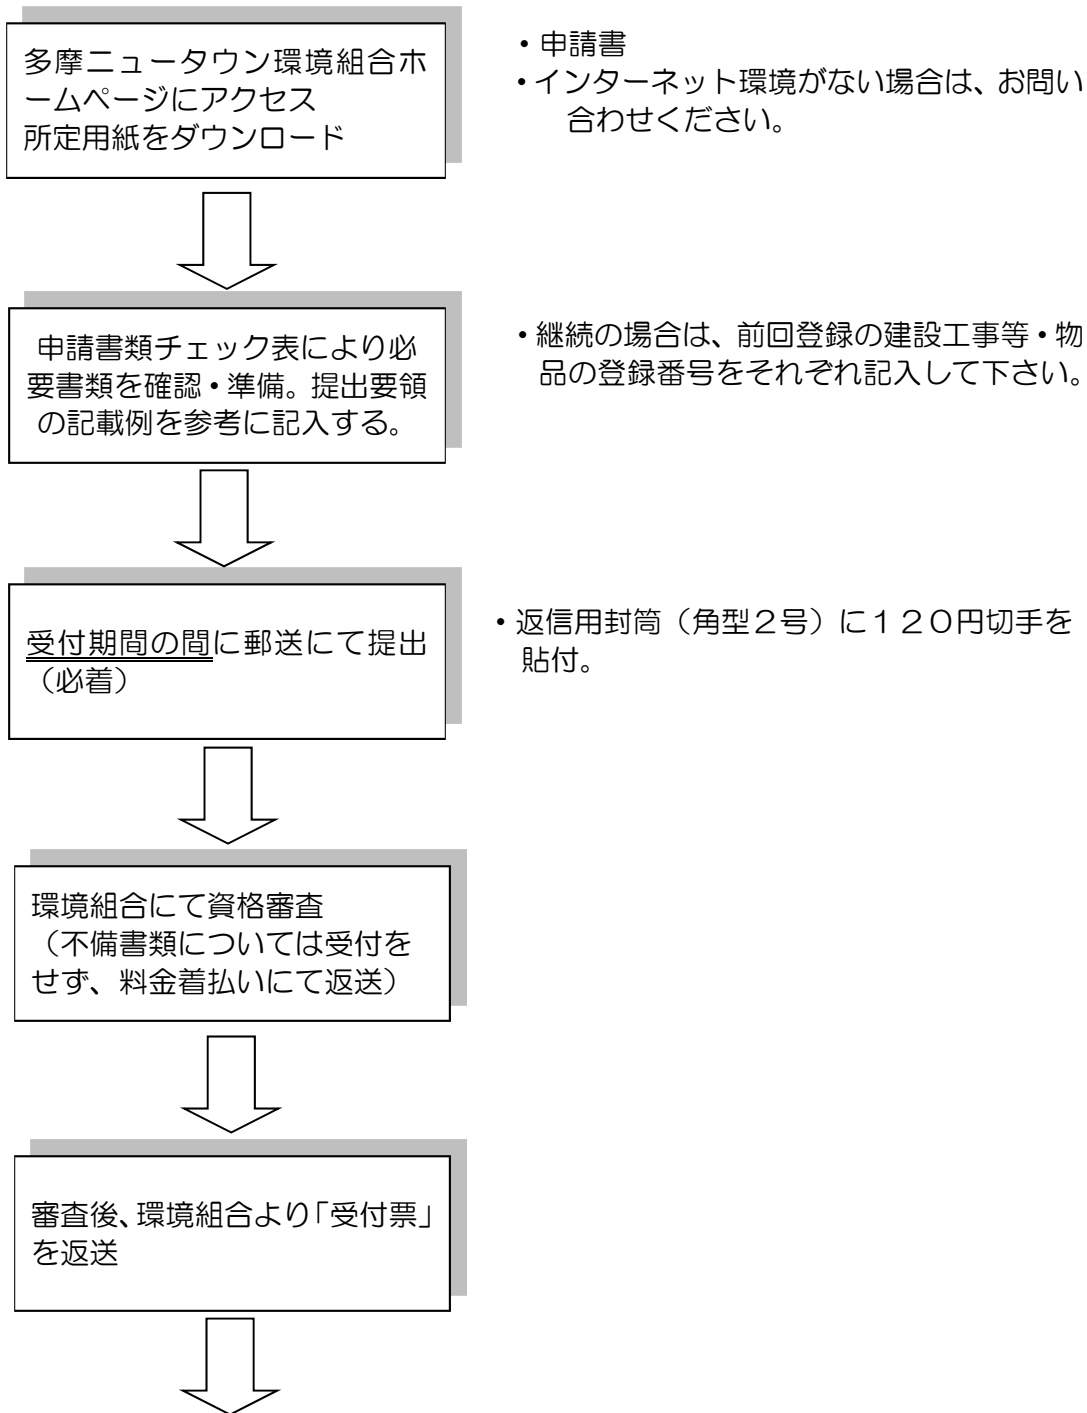 多摩ニュータウン環境組合ホ
ームページにアクセス
所定用紙をダウンロード
・申請書
・インターネット環境がない場合は、お問い
合わせください。
申請書類チェック表により必
要書類を確認・準備。提出要領
の記載例を参考に記入する。
・継続の場合は、前回登録の建設工事等・物
品の登録番号をそれぞれ記入して下さい。
受付期間の間に郵送にて提出
（必着）
・返信用封筒（角型２号）に１２０円切手を
貼付。
環境組合にて資格審査
（不備書類については受付を
せず、料金着払いにて返送）
審査後、環境組合より「受付票」
を返送